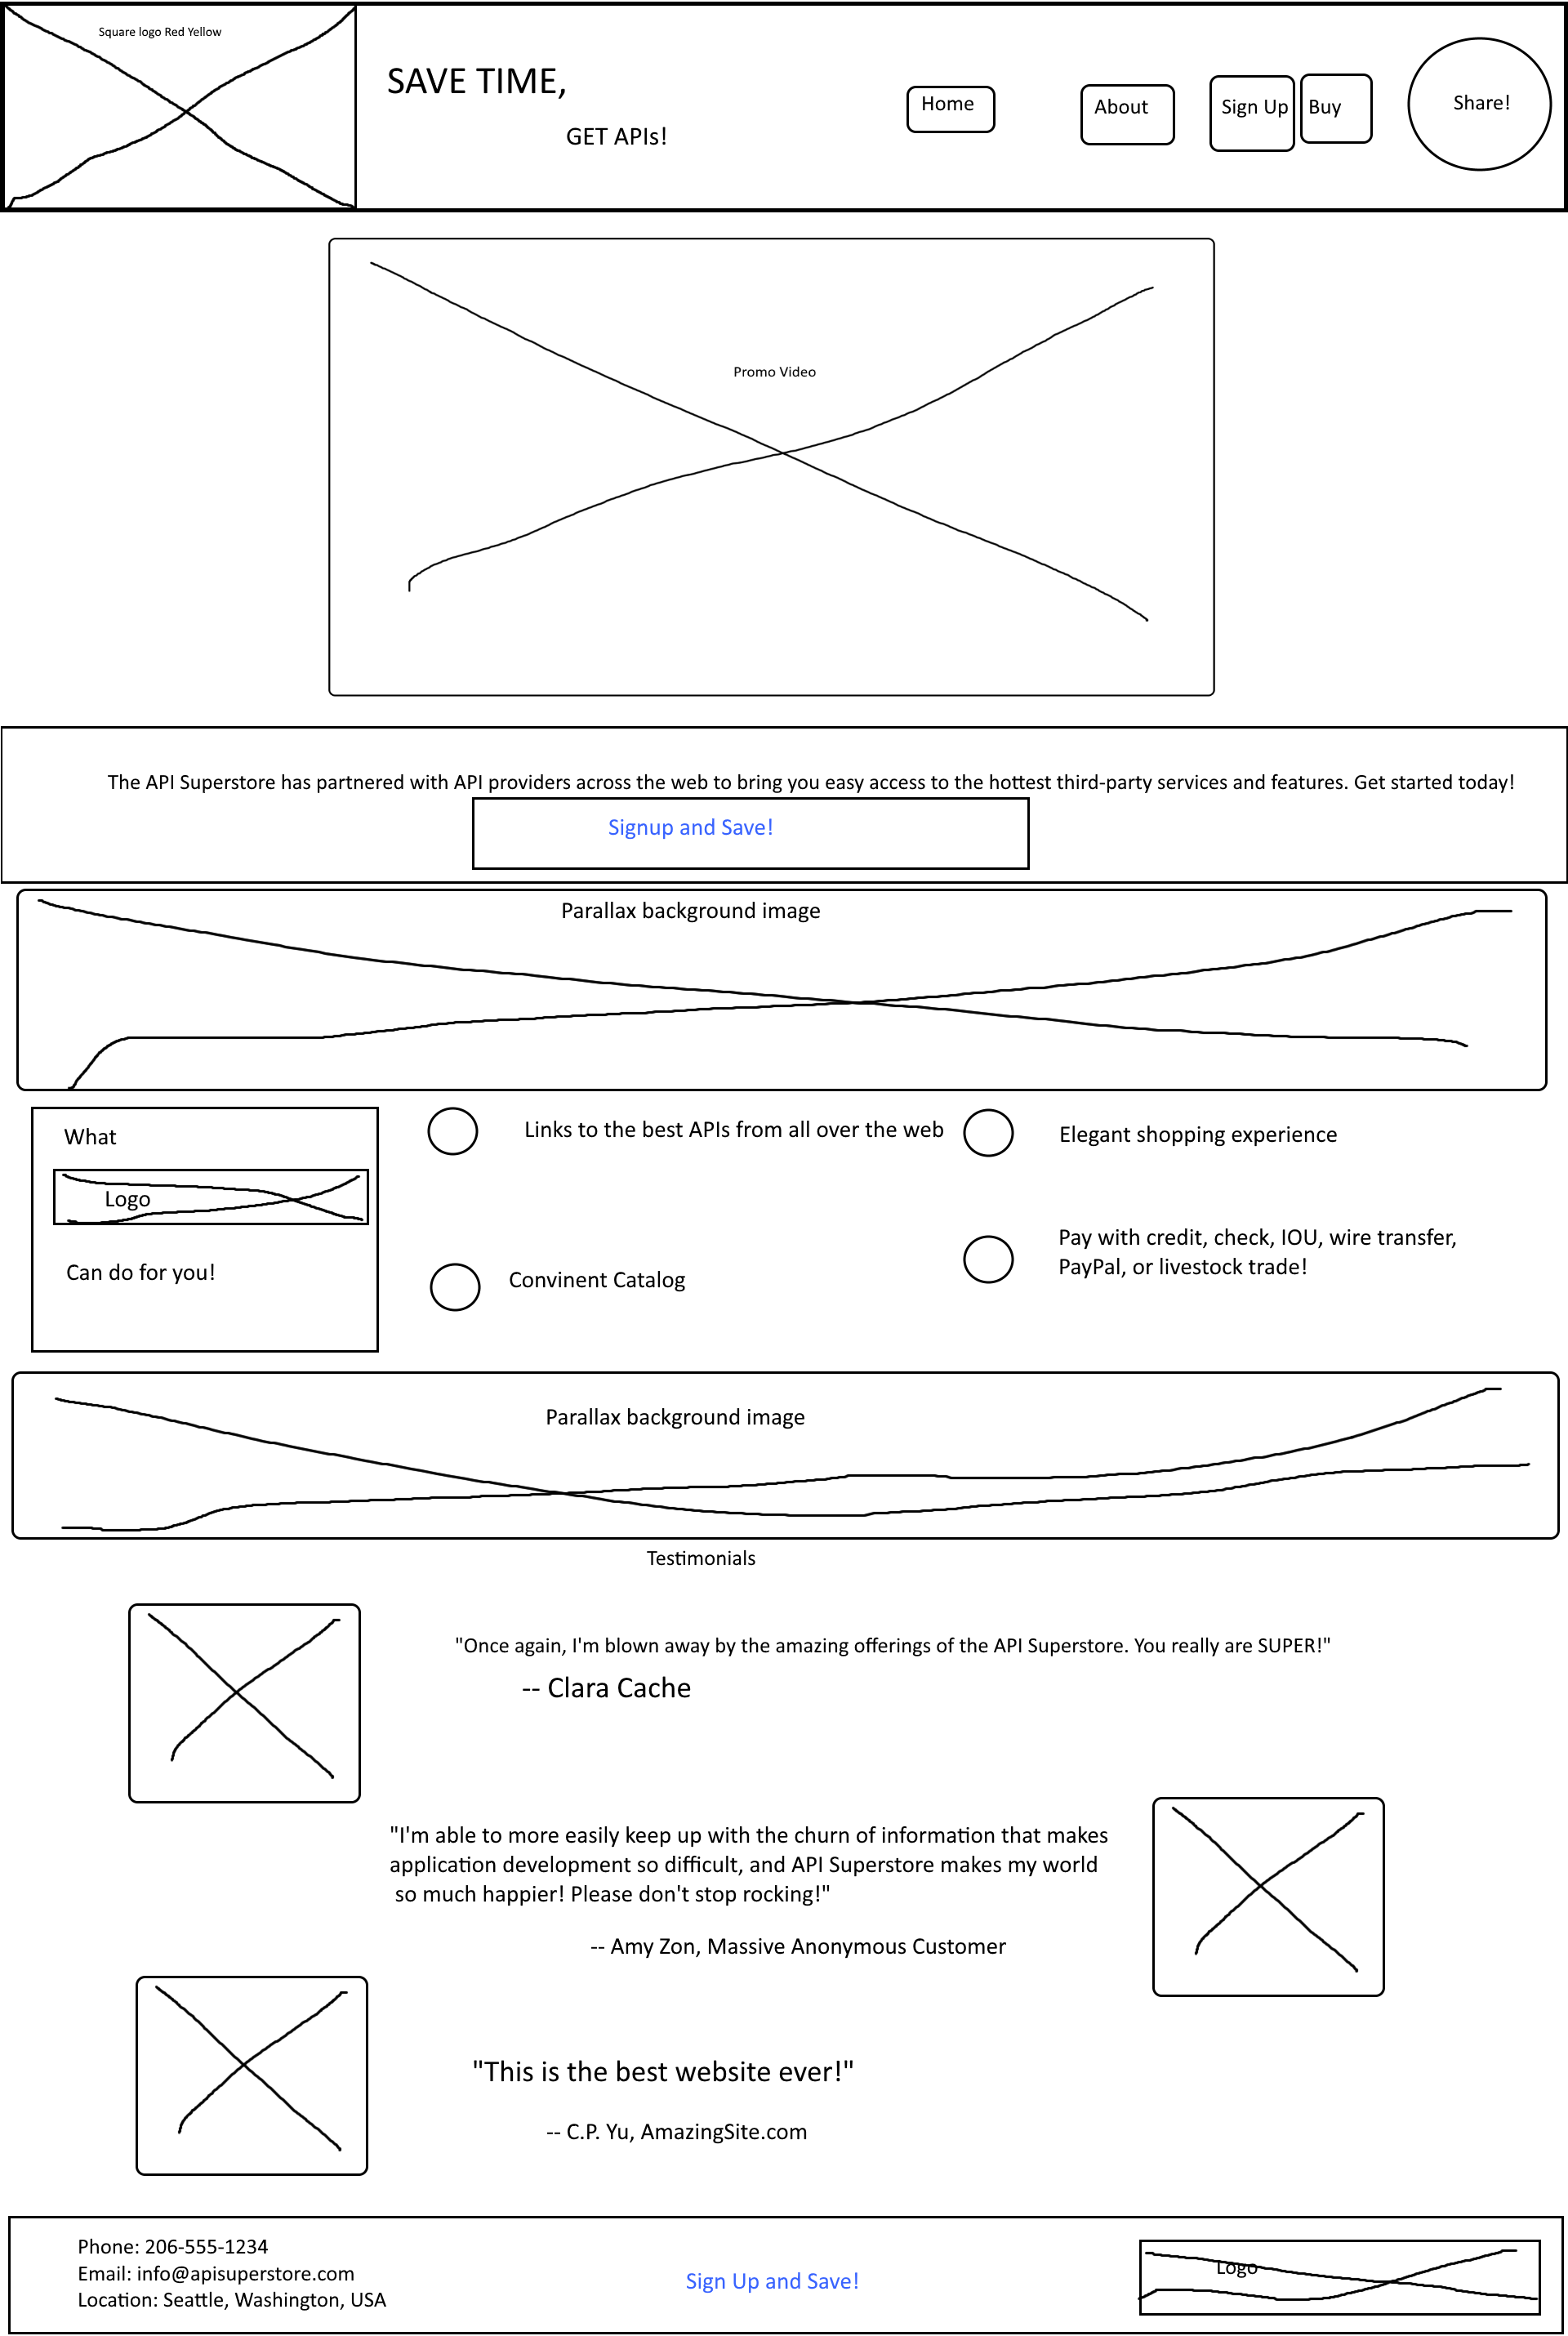 Square logo Red Yellow
SAVE TIME,
GET APIs!
Home
About
Sign Up
Buy
Share!
Promo Video
The API Superstore has partnered with API providers across the web to bring you easy access to the hottest third-party services and features. Get started today!
Signup and Save!
Parallax background image
What
Logo
Can do for you!
Links to the best APIs from all over the web
Elegant shopping experience
Convinent Catalog
Pay with credit, check, IOU, wire transfer,
PayPal, or livestock trade!
Parallax background image
Testimonials
"Once again, I'm blown away by the amazing offerings of the API Superstore. You really are SUPER!"
-- Clara Cache
"I'm able to more easily keep up with the churn of information that makes
application development so difficult, and API Superstore makes my world
so much happier! Please don't stop rocking!"
-- Amy Zon, Massive Anonymous Customer
"This is the best website ever!"
-- C.P. Yu, AmazingSite.com
Phone: 206-555-1234
Email: info@apisuperstore.com
Location: Seattle, Washington, USA
Sign Up and Save!
Logo